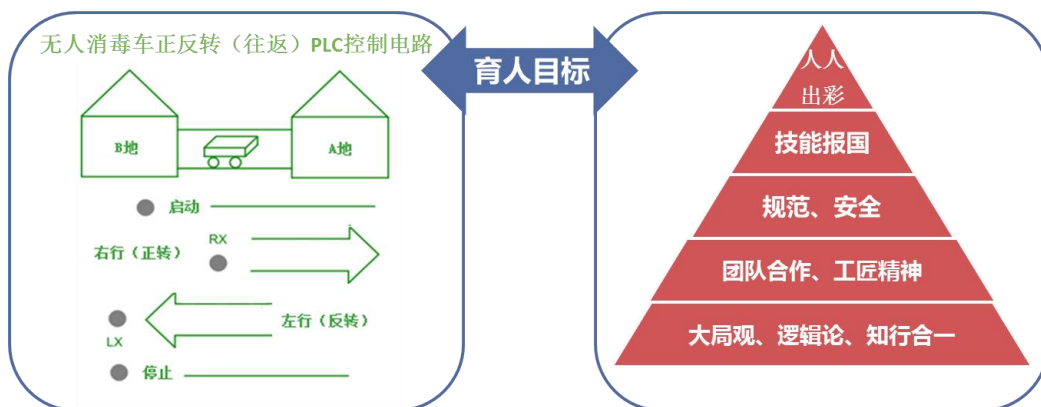 无人消毒车正反转（往返）PLC控制电路
B地
A地
启动
RX
右行（正转）
左行（反转）
LX
停止
育人目标
人人
出彩
技能报国
规范、安全
团队合作、工匠精神
大局观、逻辑论、知行合一